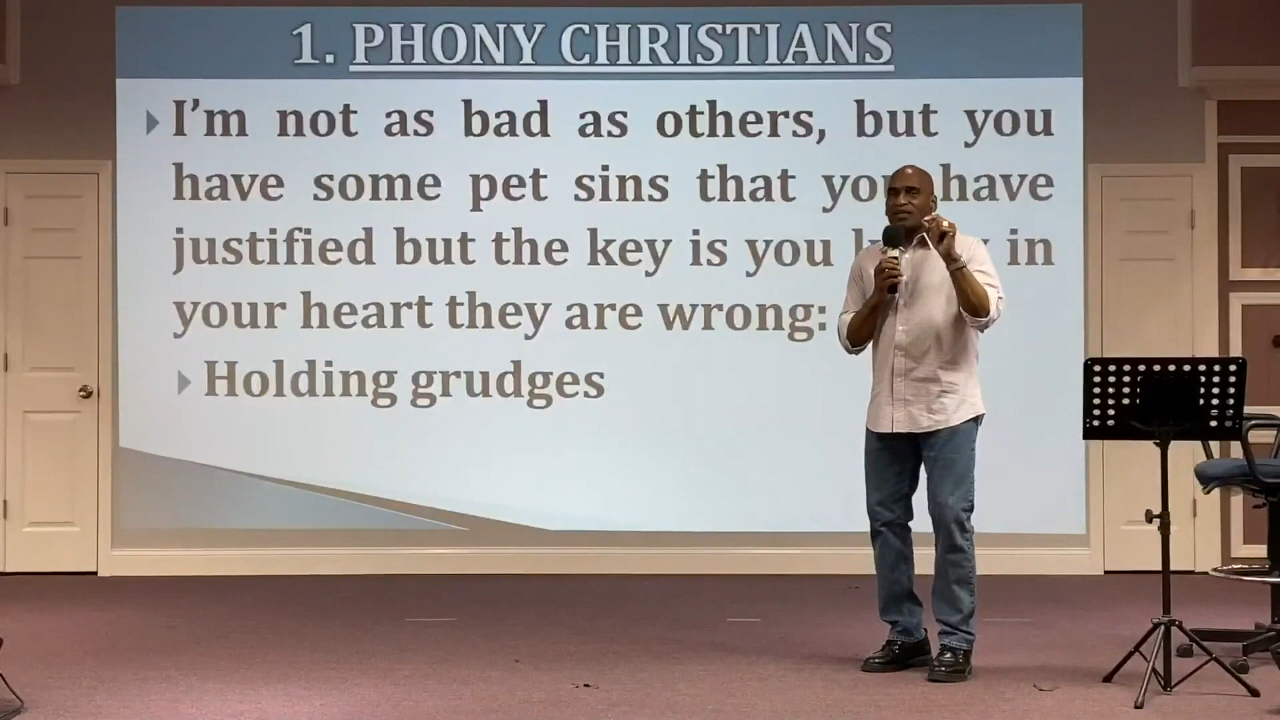 1. PHONY CHRISTIANS
I'm not as bad as others, but you
have some pet sins that you have
justified but the key is you in
your heart they are wrong:
Holding grudges